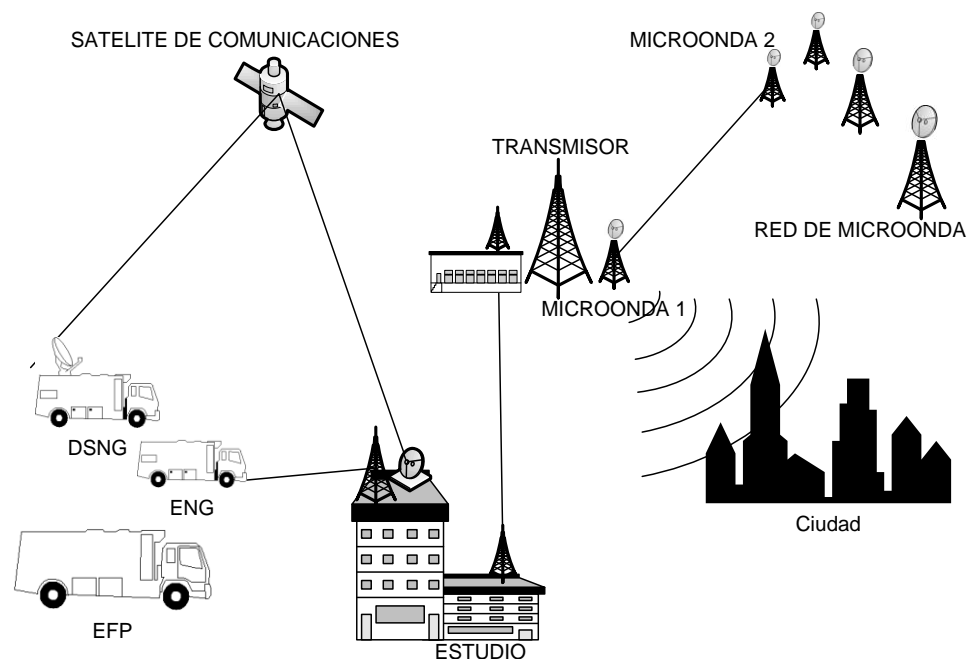 SATELITE DE COMUNICACIONES
MICROONDA 2
TRANSMISOR
RED DE MICROONDA
MICROONDA 1
DSNG
ENG
Ciudad
EFP
ESTUDIO